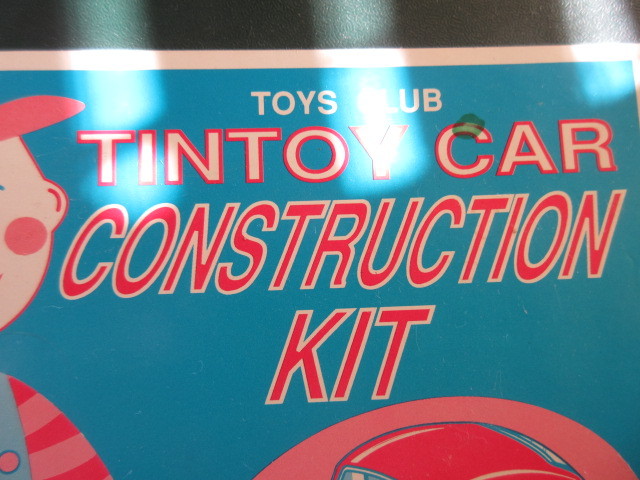 TOYS CLUB
TINTOY CAR
CONSTRUCTION
KIT